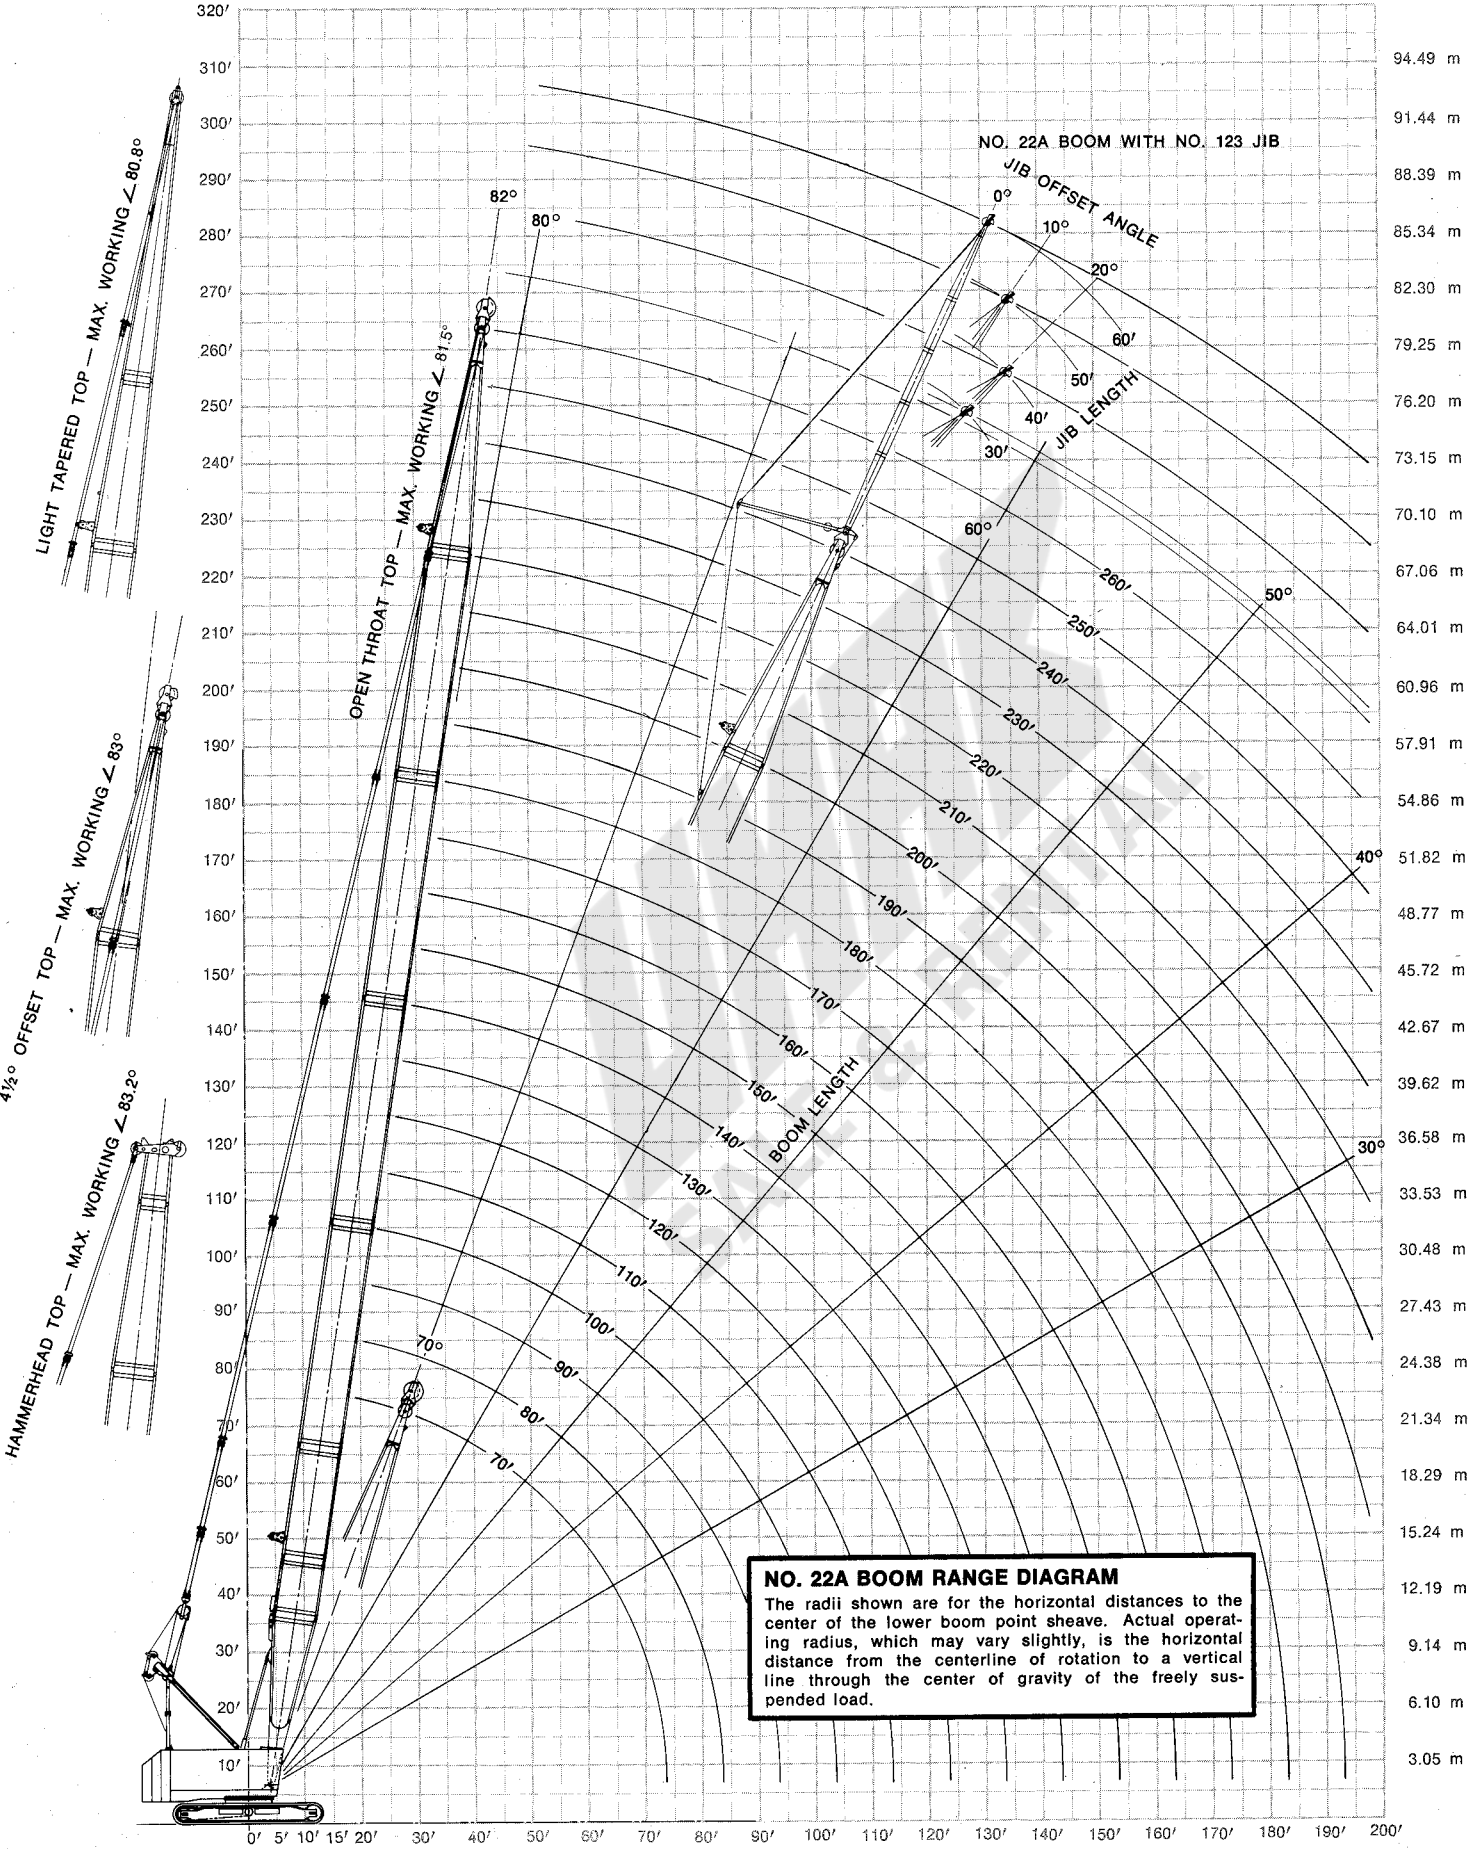 320′
310′
300′
290′
280′
270′
260′
250′
240′
230′
220′
210′
200′
190′
180′
170′
160′
150′
140′
130′
120′
110′
100′
90′
80′
70′
60′
50′
40′
30′
20′
10′
94.49 m
91.44 m
88.39 m
85.34 m
82.30 m
79.25 m
76.20 m
73.15 m
70.10 m
67.06 m
64.01 m
60.96 m
57.91 m
54.86 m
51.82 m
48.77 m
45.72 m
42.67 m
39.62 m
36.58 m
33.53 m
30.48 m
27.43 m
24.38 m
21.34 m
18.29 m
15.24 m
12.19 m
9.14 m
6.10 m
3.05 m
LIGHT TAPERED TOP — MAX. WORKING ∠ 80.8°
4½° OFFSET TOP — MAX. WORKING ∠ 83°
HAMMERHEAD TOP — MAX. WORKING ∠ 83.2°
OPEN THROAT TOP — MAX. WORKING ∠ 81.5°
NO. 22A BOOM WITH NO. 123 JIB
JIB OFFSET ANGLE
0°
10°
20°
60′
50′
40′
30′
JIB LENGTH
82°
80°
70°
60°
50°
40°
30°
260′
250′
240′
230′
220′
210′
200′
190′
180′
170′
160′
150′
140′
130′
120′
110′
100′
90′
80′
70′
BOOM LENGTH
SALE & RENTAL
NO. 22A BOOM RANGE DIAGRAM
The radii shown are for the horizontal distances to the
center of the lower boom point sheave. Actual operat-
ing radius, which may vary slightly, is the horizontal
distance from the centerline of rotation to a vertical
line through the center of gravity of the freely sus-
pended load.
0′ 5′ 10′ 15′ 20′ 30′ 40′ 50′ 60′ 70′ 80′ 90′ 100′ 110′ 120′ 130′ 140′ 150′ 160′ 170′ 180′ 190′ 200′